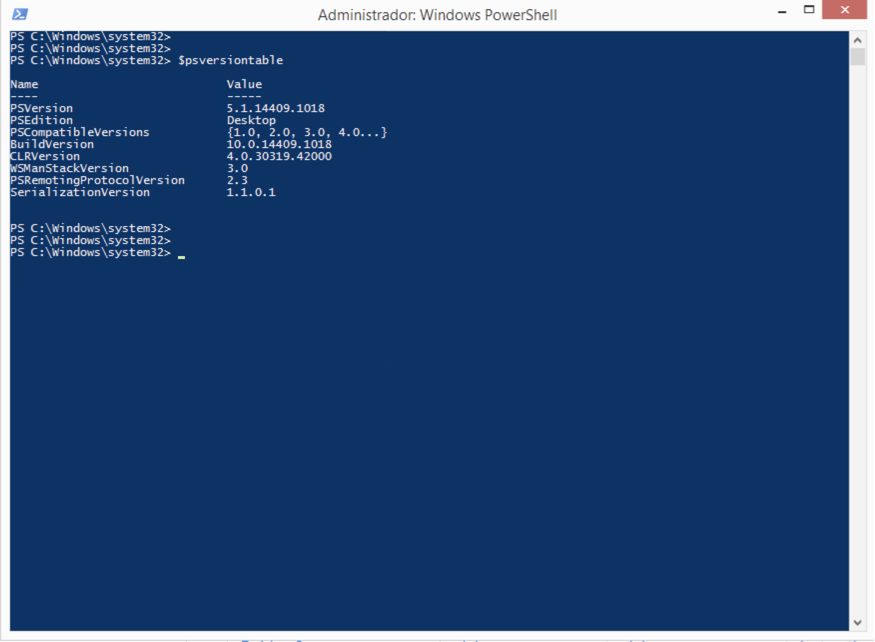 Administrador: Windows PowerShell
PS C:\Windows\system32>
PS C:\Windows\system32>
PS C:\Windows\system32> $psversiontable
Name Value
---- -----
PSVersion 5.1.14409.1018
PSEdition Desktop
PSCompatibleVersions {1.0, 2.0, 3.0, 4.0...}
BuildVersion 10.0.14409.1018
CLRVersion 4.0.30319.42000
WSManStackVersion 3.0
PSRemotingProtocolVersion 2.3
SerializationVersion 1.1.0.1
PS C:\Windows\system32>
PS C:\Windows\system32>
PS C:\Windows\system32> _